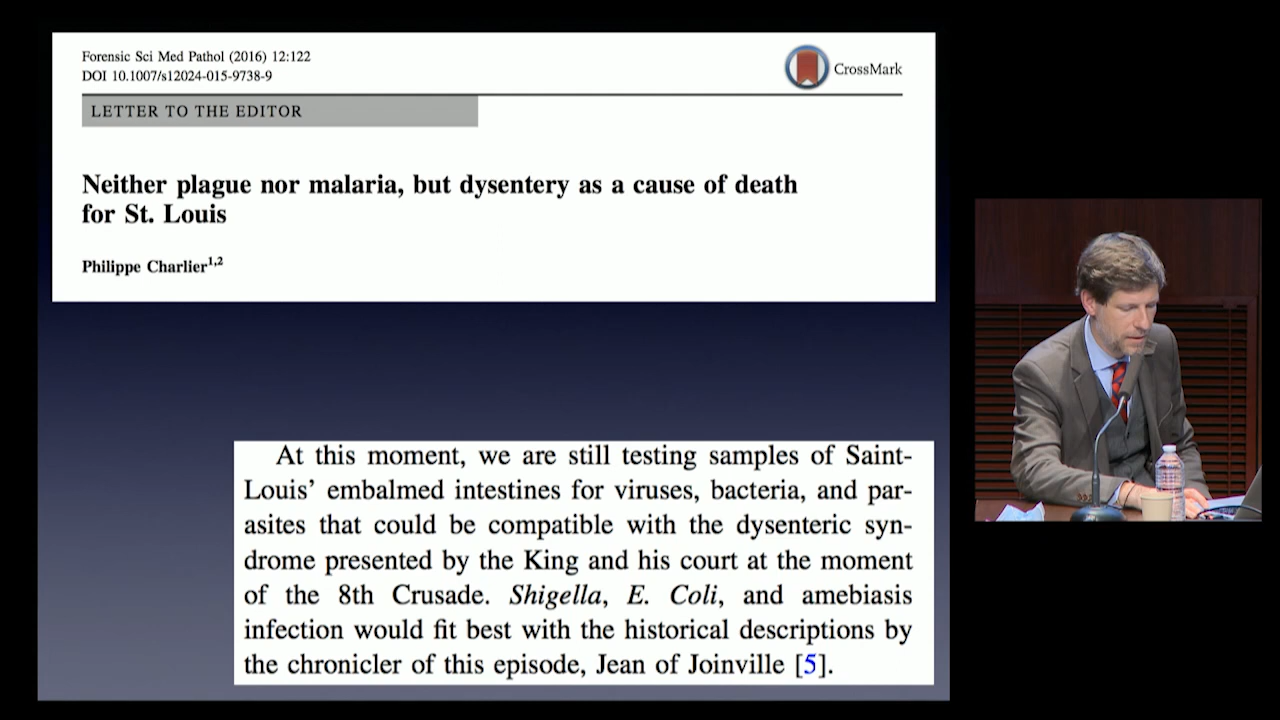 Forensic Sci Med Pathol (2016) 12:122
DOI 10.1007/s12024-015-9738-9
CrossMark
LETTER TO THE EDITOR
Neither plague nor malaria, but dysentery as a cause of death
for St. Louis
Philippe Charlier1,2
At this moment, we are still testing samples of Saint-
Louis’ embalmed intestines for viruses, bacteria, and par-
asites that could be compatible with the dysenteric syn-
drome presented by the King and his court at the moment
of the 8th Crusade. Shigella, E. Coli, and amebiasis
infection would fit best with the historical descriptions by
the chronicler of this episode, Jean of Joinville [5].